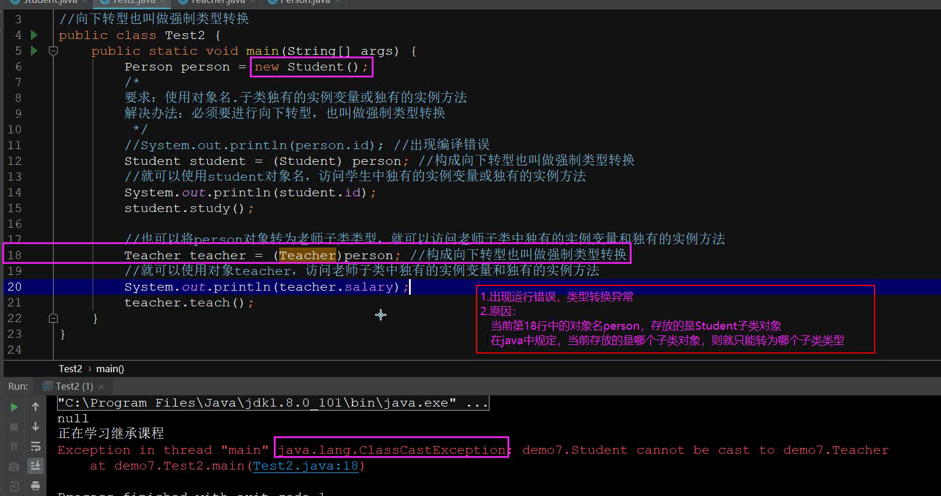 Student.java Test2.java Teacher.java Person.java
3 //向下转型也叫做强制类型转换
4 public class Test2 {
5 public static void main(String[] args) {
6 Person person = new Student();
7 /*
8 要求: 使用对象名.子类独有的实例变量或独有的实例方法
9 解决办法: 必须要进行向下转型, 也叫做强制类型转换
10 */
11 //System.out.println(person.id); //出现编译错误
12 Student student = (Student) person; //构成向下转型也叫做强制类型转换
13 //就可以使用student对象名, 访问学生中独有的实例变量或独有的实例方法
14 System.out.println(student.id);
15 student.study();
16
17 //也可以将person对象转为老师子类类型, 就可以访问老师子类中独有的实例变量和独有的实例方法
18 Teacher teacher = (Teacher)person; //构成向下转型也叫做强制类型转换
19 //就可以使用对象teacher, 访问老师子类中独有的实例变量和独有的实例方法
20 System.out.println(teacher.salary);
21 teacher.teach();
22 }
23 }
24
1.出现运行错误, 类型转换异常
2.原因:
当前第18行中的对象名person, 存放的是Student子类对象
在java中规定, 当前存放的是哪个子类对象, 则就只能转为哪个子类类型
Test2 › main()
Run: Test2 (1) ×
"C:\Program Files\Java\jdk1.8.0_101\bin\java.exe" ...
null
正在学习继承课程
Exception in thread "main" java.lang.ClassCastException: demo7.Student cannot be cast to demo7.Teacher
at demo7.Test2.main(Test2.java:18)
Process finished with exit code 1